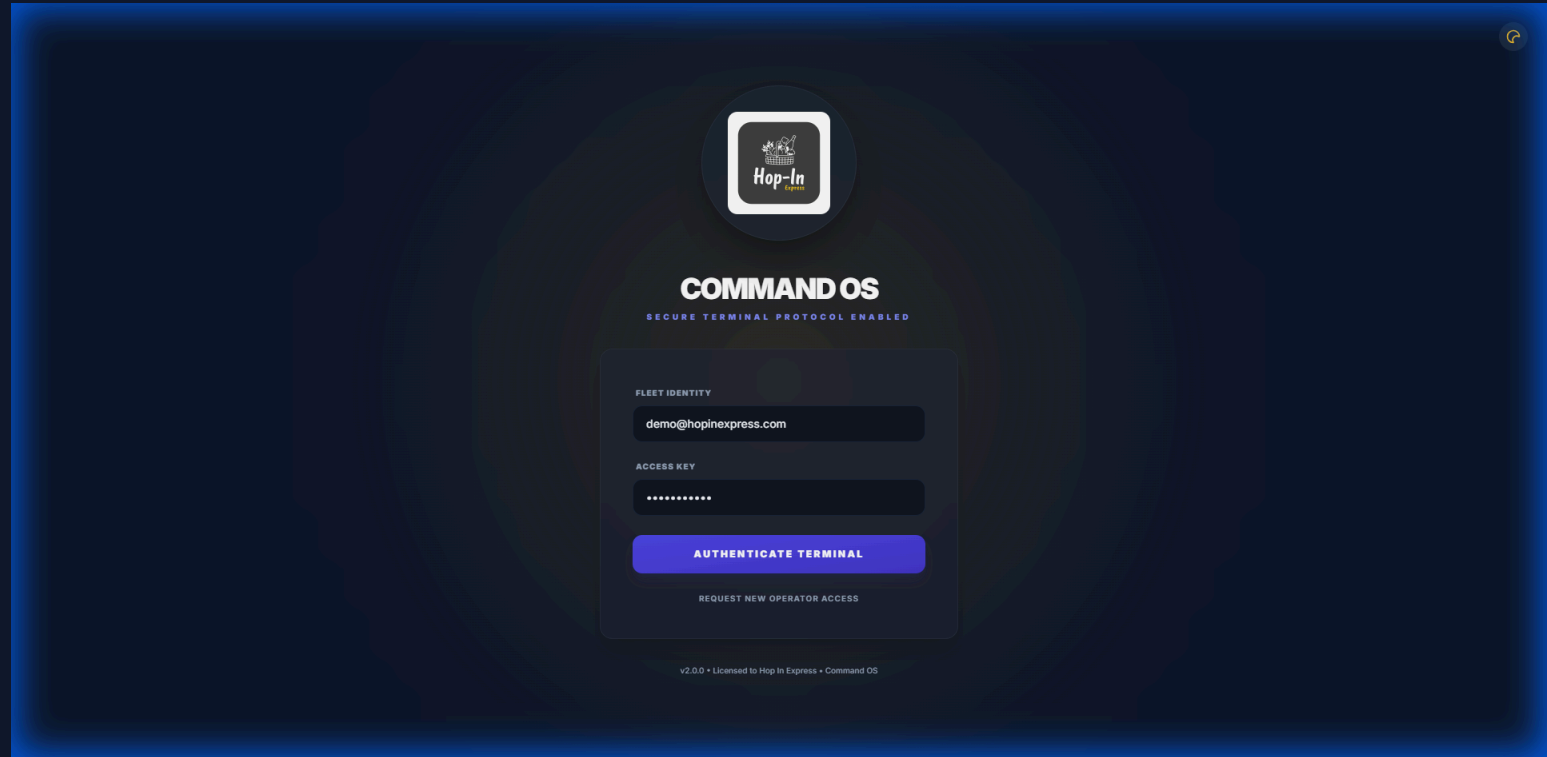 Hop-In
Express
COMMAND OS
SECURE TERMINAL PROTOCOL ENABLED
FLEET IDENTITY
demo@hopinexpress.com
ACCESS KEY
•••••••••••
AUTHENTICATE TERMINAL
REQUEST NEW OPERATOR ACCESS
v2.0.0 • Licensed to Hop In Express • Command OS